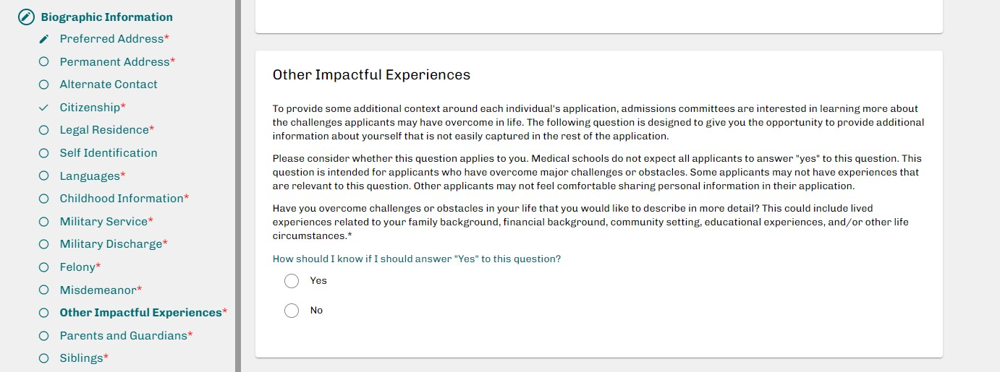 Biographic Information
Preferred Address*
Permanent Address*
Alternate Contact
Citizenship*
Legal Residence*
Self Identification
Languages*
Childhood Information*
Military Service*
Military Discharge*
Felony*
Misdemeanor*
Other Impactful Experiences*
Parents and Guardians*
Siblings*
Other Impactful Experiences
To provide some additional context around each individual's application, admissions committees are interested in learning more about
the challenges applicants may have overcome in life. The following question is designed to give you the opportunity to provide additional
information about yourself that is not easily captured in the rest of the application.
Please consider whether this question applies to you. Medical schools do not expect all applicants to answer "yes" to this question. This
question is intended for applicants who have overcome major challenges or obstacles. Some applicants may not have experiences that
are relevant to this question. Other applicants may not feel comfortable sharing personal information in their application.
Have you overcome challenges or obstacles in your life that you would like to describe in more detail? This could include lived
experiences related to your family background, financial background, community setting, educational experiences, and/or other life
circumstances.*
How should I know if I should answer "Yes" to this question?
Yes
No